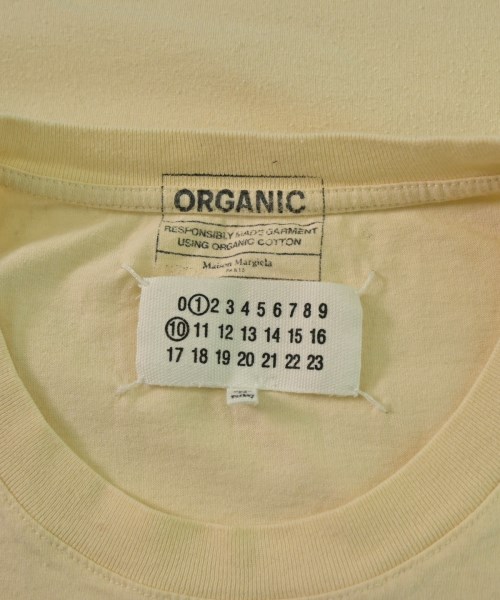 ORGANIC
RESPONSIBLY MADE GARMENT
USING ORGANIC COTTON
Maison Margiela
PARIS
0 1 2 3 4 5 6 7 8 9
10 11 12 13 14 15 16
17 18 19 20 21 22 23